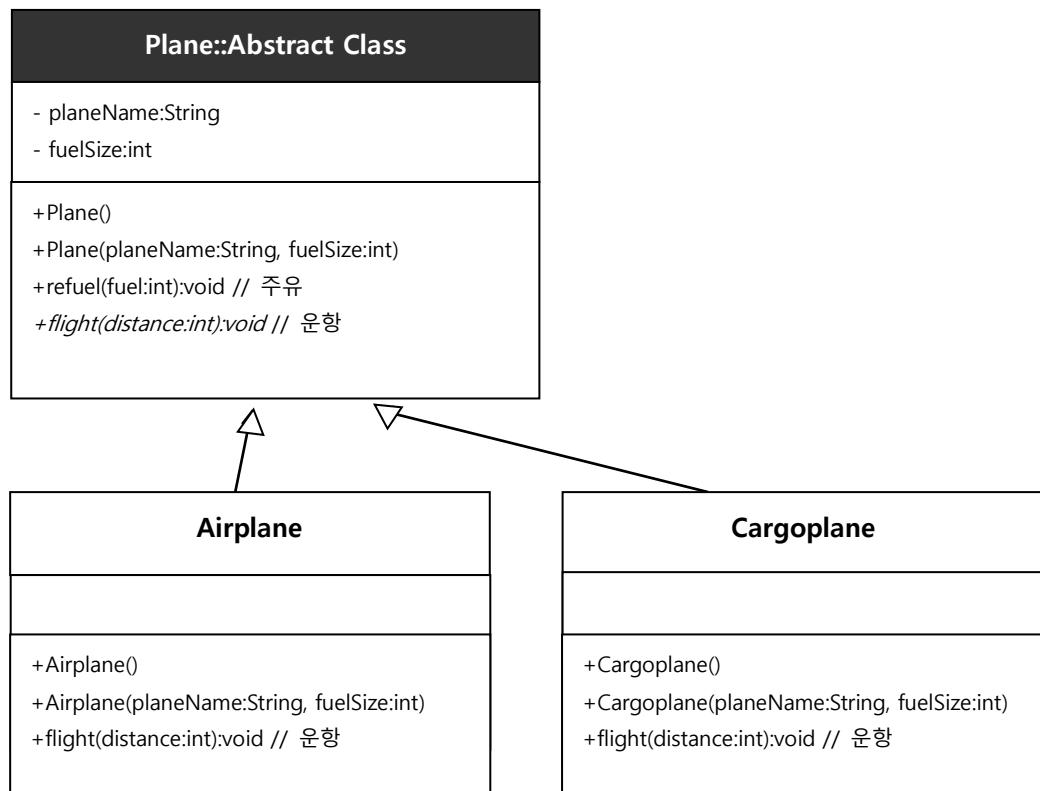 Plane::Abstract Class
- planeName:String
- fuelSize:int
+Plane()
+Plane(planeName:String, fuelSize:int)
+refuel(fuel:int):void // 주유
+flight(distance:int):void // 운항
Airplane
+Airplane()
+Airplane(planeName:String, fuelSize:int)
+flight(distance:int):void // 운항
Cargoplane
+Cargoplane()
+Cargoplane(planeName:String, fuelSize:int)
+flight(distance:int):void // 운항